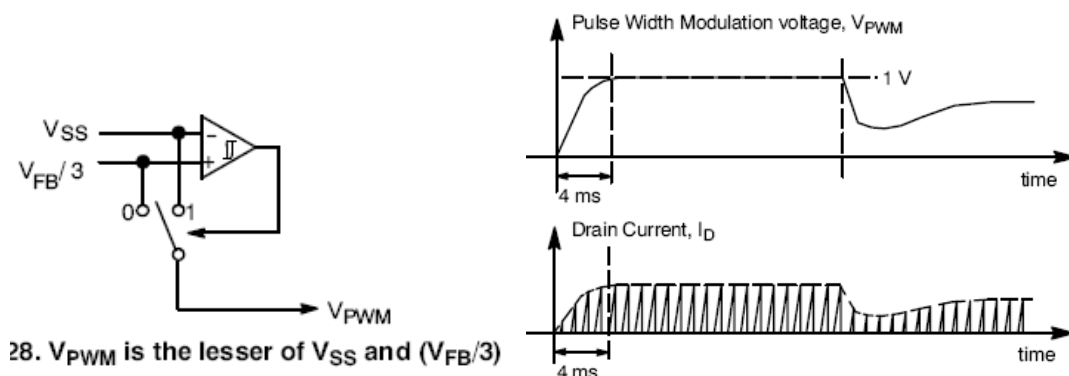 VSS
VFB/ 3
-
+
0
1
VPWM
28. VPWM is the lesser of VSS and (VFB/3)
Pulse Width Modulation voltage, VPWM
1 V
time
4 ms
Drain Current, ID
time
4 ms